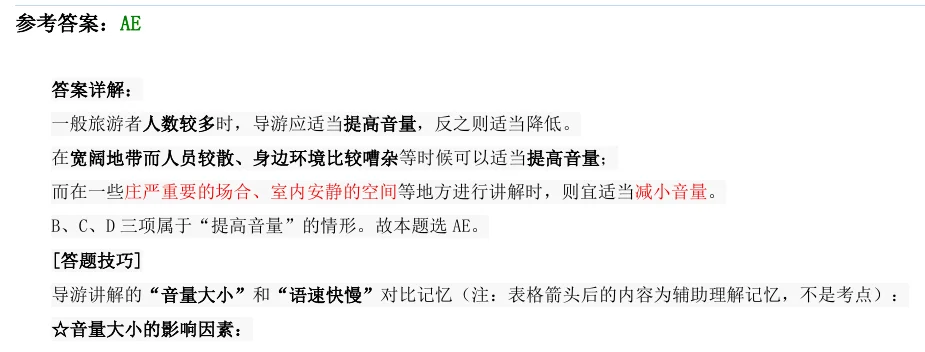 参考答案：AE
答案详解：
一般旅游者人数较多时，导游应适当提高音量，反之则适当降低。
在宽阔地带而人员较散、身边环境比较嘈杂等时候可以适当提高音量；
而在一些庄严重要的场合、室内安静的空间等地方进行讲解时，则宜适当减小音量。
B、C、D 三项属于“提高音量”的情形。故本题选 AE。
[答题技巧]
导游讲解的“音量大小”和“语速快慢”对比记忆（注：表格箭头后的内容为辅助理解记忆，不是考点）：
☆音量大小的影响因素：